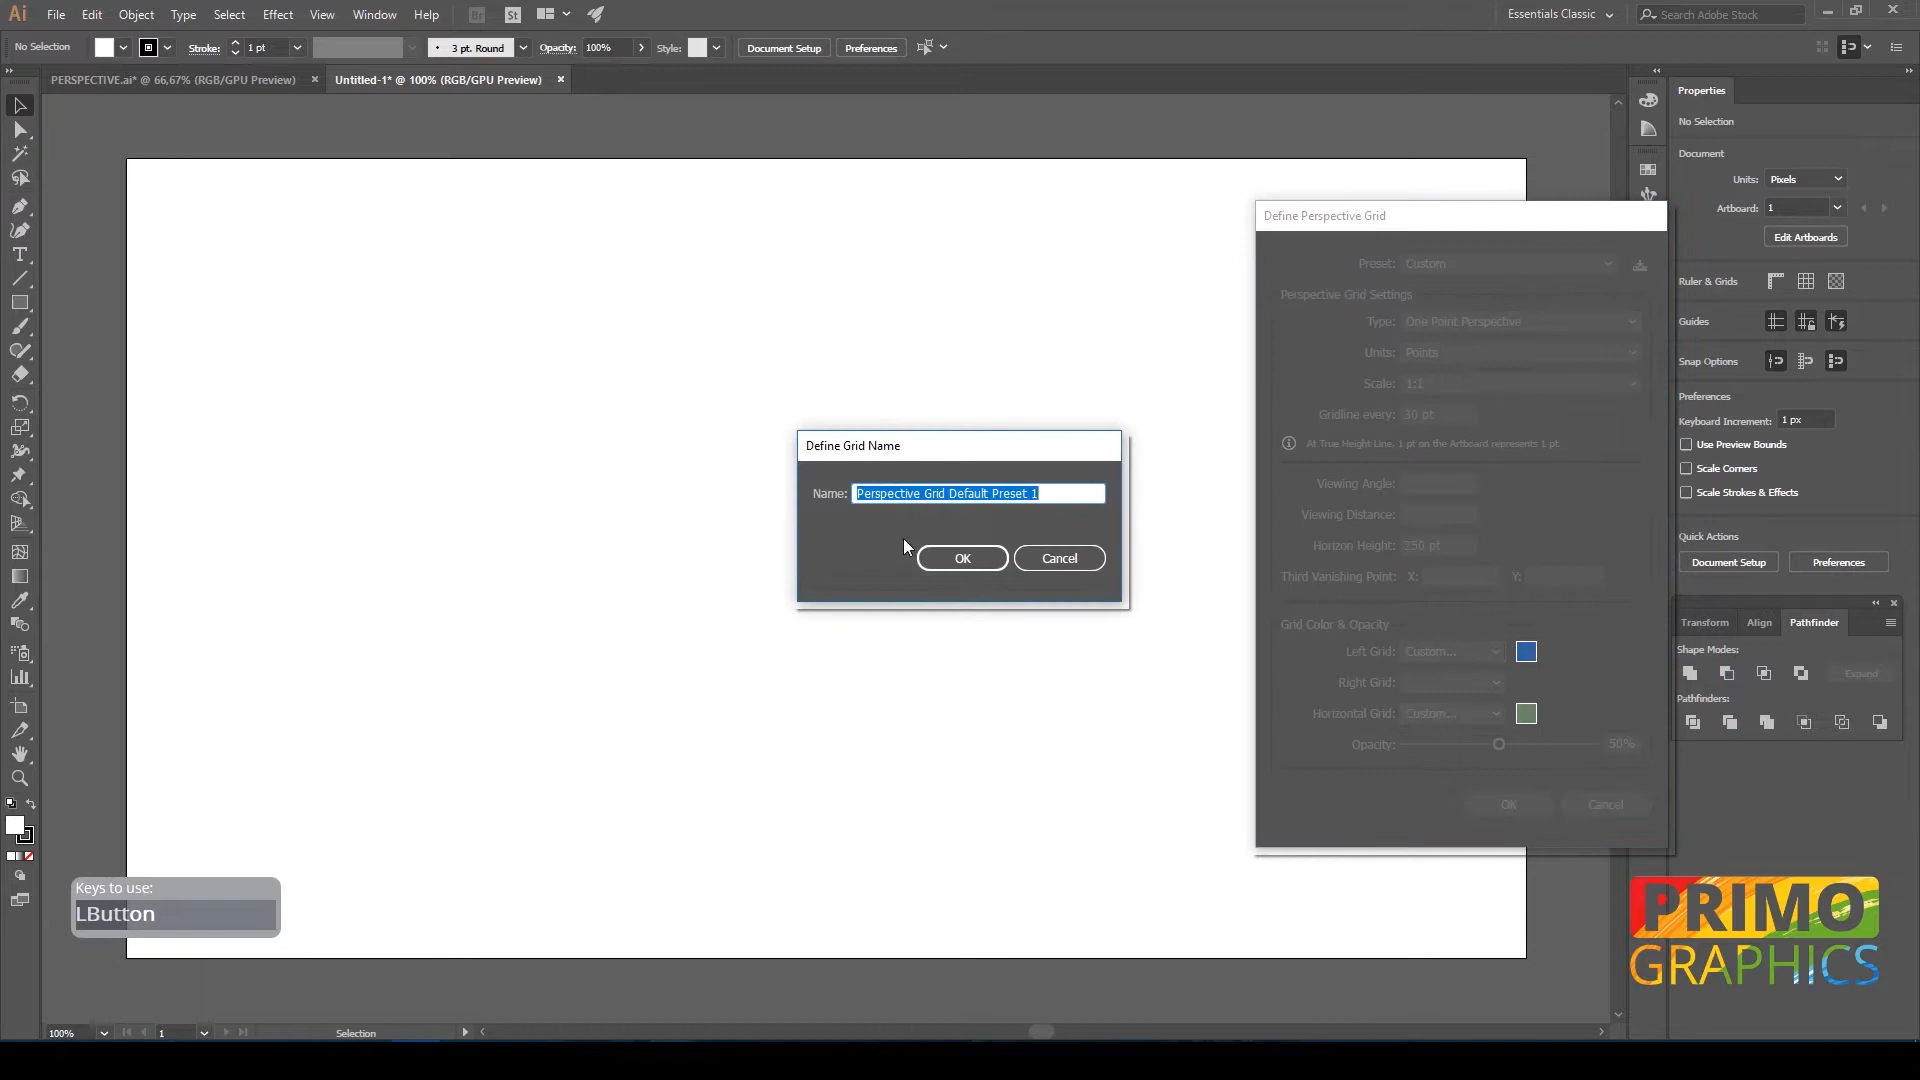 Ai File Edit Object Type Select Effect View Window Help Br St Essentials Classic Search Adobe Stock
No Selection Stroke: 1 pt 3 pt. Round Opacity: 100% Style: Document Setup Preferences
PERSPECTIVE.ai* @ 66,67% (RGB/GPU Preview) × Untitled-1* @ 100% (RGB/GPU Preview) ×
Properties
No Selection
Document
Units: Pixels
Artboard: 1
Edit Artboards
Ruler & Grids
Guides
Snap Options
Preferences
Keyboard Increment: 1 px
Use Preview Bounds
Scale Corners
Scale Strokes & Effects
Quick Actions
Document Setup Preferences
Transform Align Pathfinder
Shape Modes:
Expand
Pathfinders:
Define Perspective Grid
Preset: Custom
Perspective Grid Settings
Type: One Point Perspective
Units: Points
Scale: 1:1
Gridline every: 30 pt
At True Height Line, 1 pt on the Artboard represents 1 pt.
Viewing Angle:
Viewing Distance:
Horizon Height: 250 pt
Third Vanishing Point: X: Y:
Grid Color & Opacity
Left Grid: Custom...
Right Grid:
Horizontal Grid: Custom...
Opacity: 50%
OK Cancel
Define Grid Name
Name: Perspective Grid Default Preset 1
OK Cancel
Keys to use:
LButton
PRIMO
GRAPHICS
100% 1 Selection